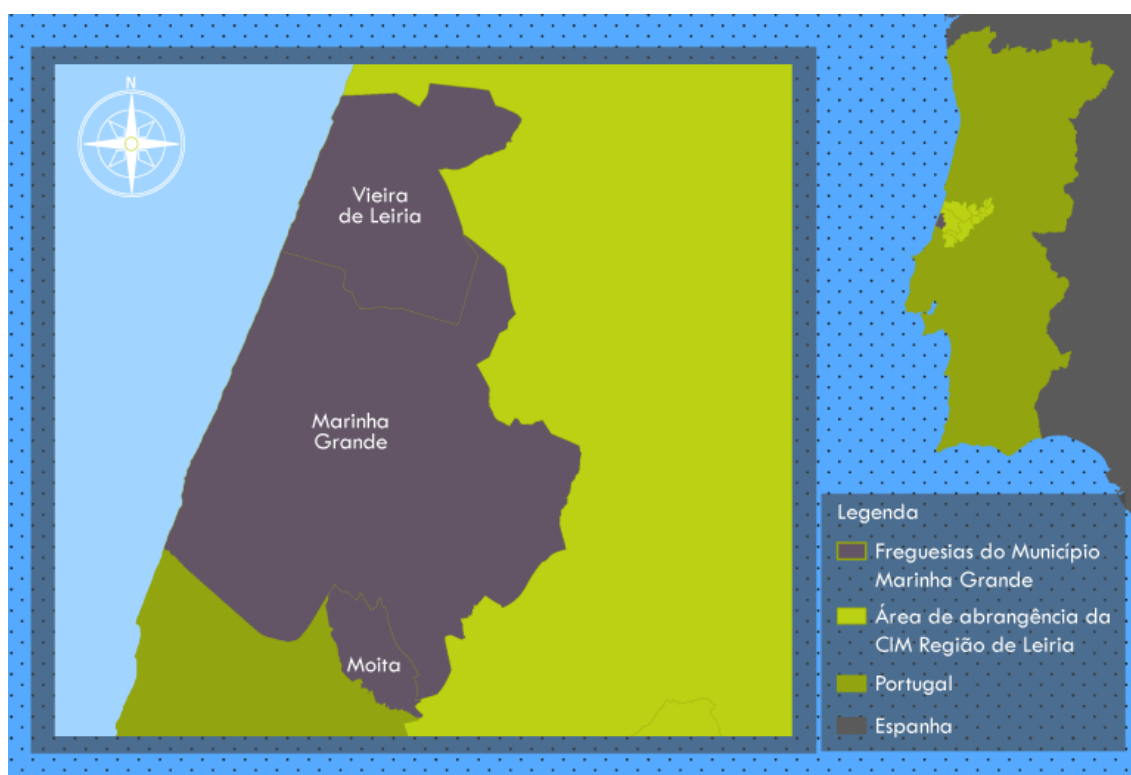 N
Vieira
de Leiria
Marinha
Grande
Moita
Legenda
Freguesias do Município
Marinha Grande
Área de abrangência da
CIM Região de Leiria
Portugal
Espanha